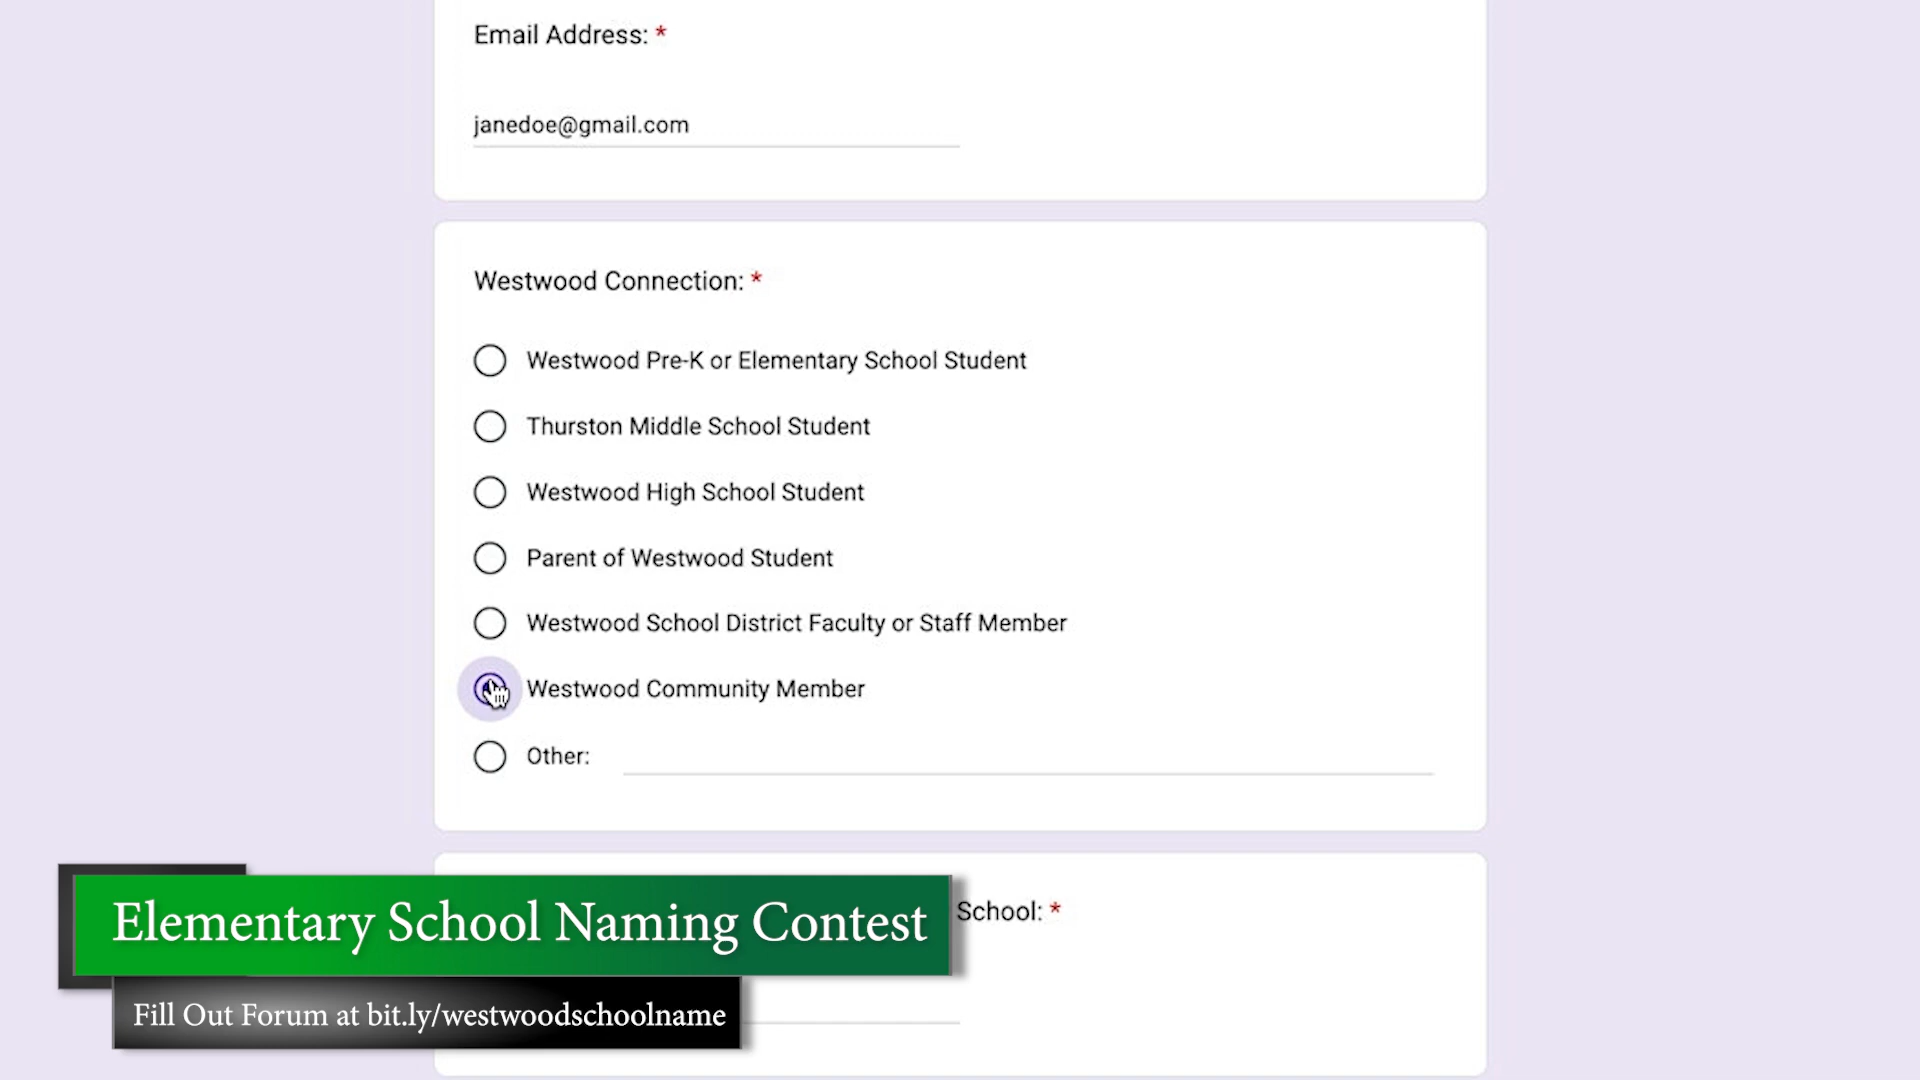 Email Address: *
janedoe@gmail.com
Westwood Connection: *
Westwood Pre-K or Elementary School Student
Thurston Middle School Student
Westwood High School Student
Parent of Westwood Student
Westwood School District Faculty or Staff Member
Westwood Community Member
Other:
School: *
Elementary School Naming Contest
Fill Out Forum at bit.ly/westwoodschoolname